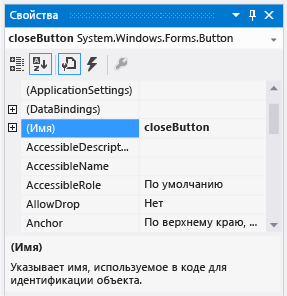 Свойства
closeButton System.Windows.Forms.Button
(ApplicationSettings)
(DataBindings)
(Имя) closeButton
AccessibleDescript...
AccessibleName
AccessibleRole По умолчанию
AllowDrop Нет
Anchor По верхнему краю, ...
(Имя)
Указывает имя, используемое в коде для
идентификации объекта.